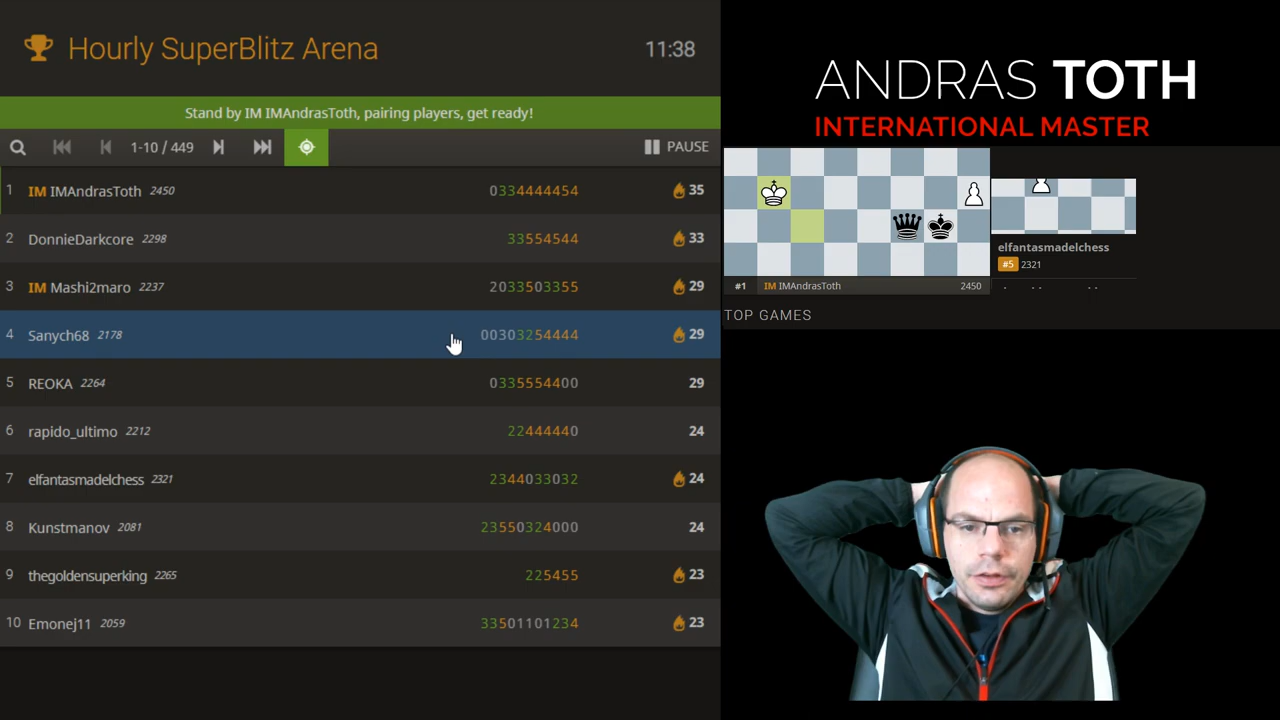 Hourly SuperBlitz Arena
11:38
Stand by IM IMAndrasToth, pairing players, get ready!
1-10 / 449
PAUSE
1 IM IMAndrasToth 2450 0334444454 35
2 DonnieDarkcore 2298 33554544 33
3 IM Mashi2maro 2237 2033503355 29
4 Sanych68 2178 00303254444 29
5 REOKA 2264 0335554400 29
6 rapido_ultimo 2212 22444440 24
7 elfantasmadelchess 2321 2344033032 24
8 Kunstmanov 2081 23550324000 24
9 thegoldensuperking 2265 225455 23
10 Emonej11 2059 33501101234 23
ANDRAS TOTH
INTERNATIONAL MASTER
elfantasmadelchess
#5 2321
#1 IM IMAndrasToth 2450
TOP GAMES